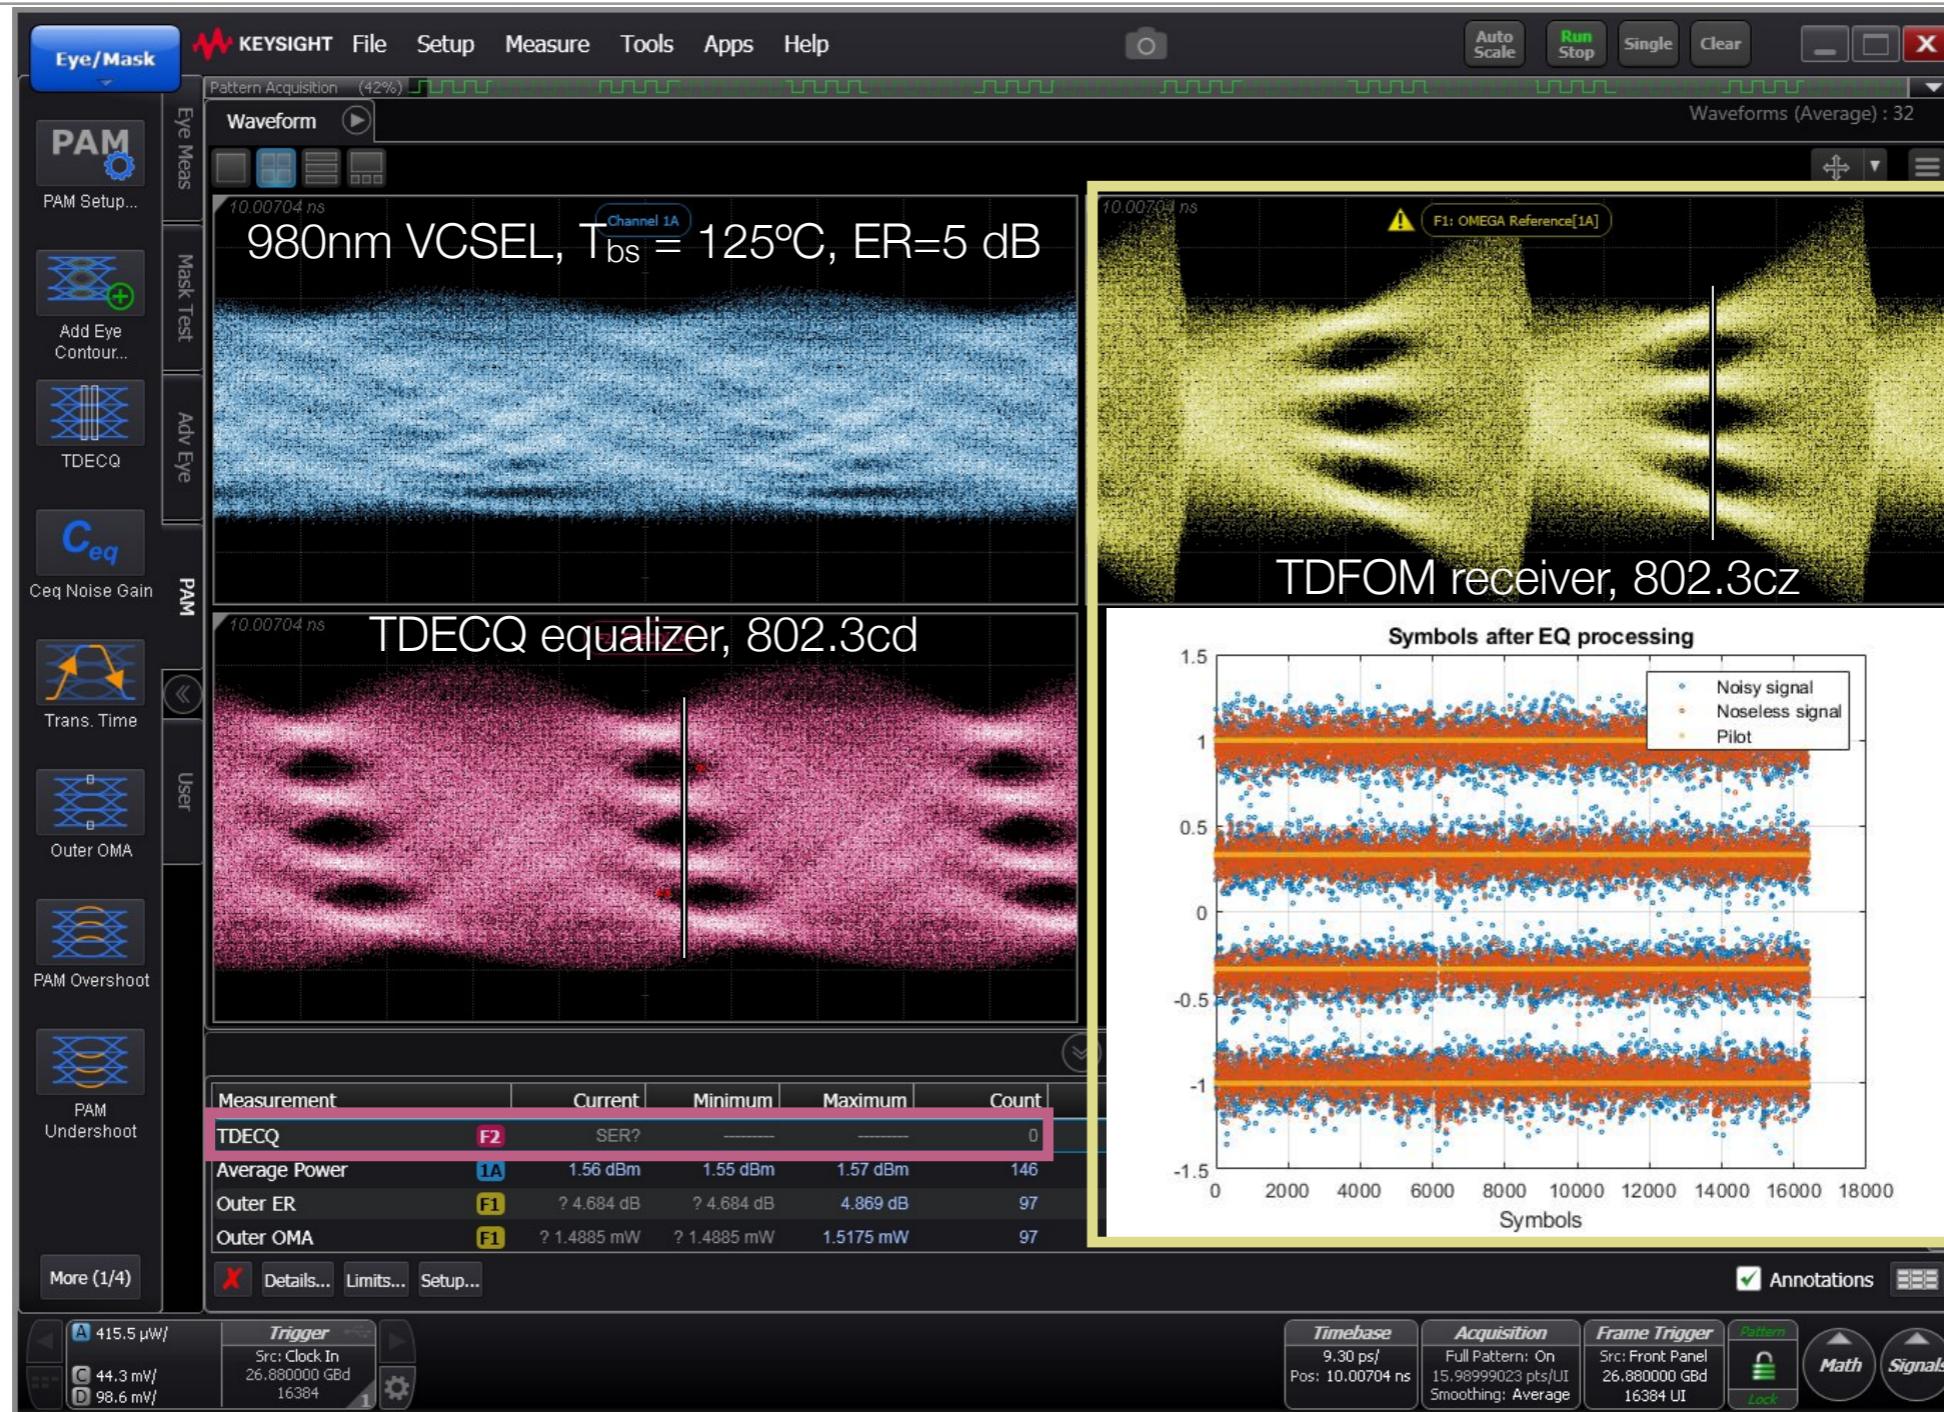 Eye/Mask
KEYSIGHT File Setup Measure Tools Apps Help
Auto Scale
Run Stop
Single
Clear
X
Pattern Acquisition (42%)
Waveform
Waveforms (Average) : 32
PAM
PAM Setup...
Add Eye
Contour...
TDECQ
Ceq
Ceq Noise Gain
Trans. Time
Outer OMA
PAM Overshoot
PAM
Undershoot
More (1/4)
Eye Meas
Mask Test
Adv Eye
PAM
User
10.00704 ns
Channel 1A
980nm VCSEL, Tbs = 125ºC, ER=5 dB
10.00704 ns
F1: OMEGA Reference[1A]
TDFOM receiver, 802.3cz
10.00704 ns
TDECQ equalizer, 802.3cd
Symbols after EQ processing
Noisy signal
Noseless signal
Pilot
1.5
1
0.5
0
-0.5
-1
-1.5
0 2000 4000 6000 8000 10000 12000 14000 16000 18000
Symbols
Measurement Current Minimum Maximum Count
TDECQ F2 SER? --------- --------- 0
Average Power 1A 1.56 dBm 1.55 dBm 1.57 dBm 146
Outer ER F1 ? 4.684 dB ? 4.684 dB 4.869 dB 97
Outer OMA F1 ? 1.4885 mW ? 1.4885 mW 1.5175 mW 97
X Details... Limits... Setup...
Annotations
A 415.5 µW/
C 44.3 mV/
D 98.6 mV/
Trigger
Src: Clock In
26.880000 GBd
16384
1
Timebase
9.30 ps/
Pos: 10.00704 ns
Acquisition
Full Pattern: On
15.98999023 pts/UI
Smoothing: Average
Frame Trigger
Src: Front Panel
26.880000 GBd
16384 UI
Pattern
Lock
Math
Signals